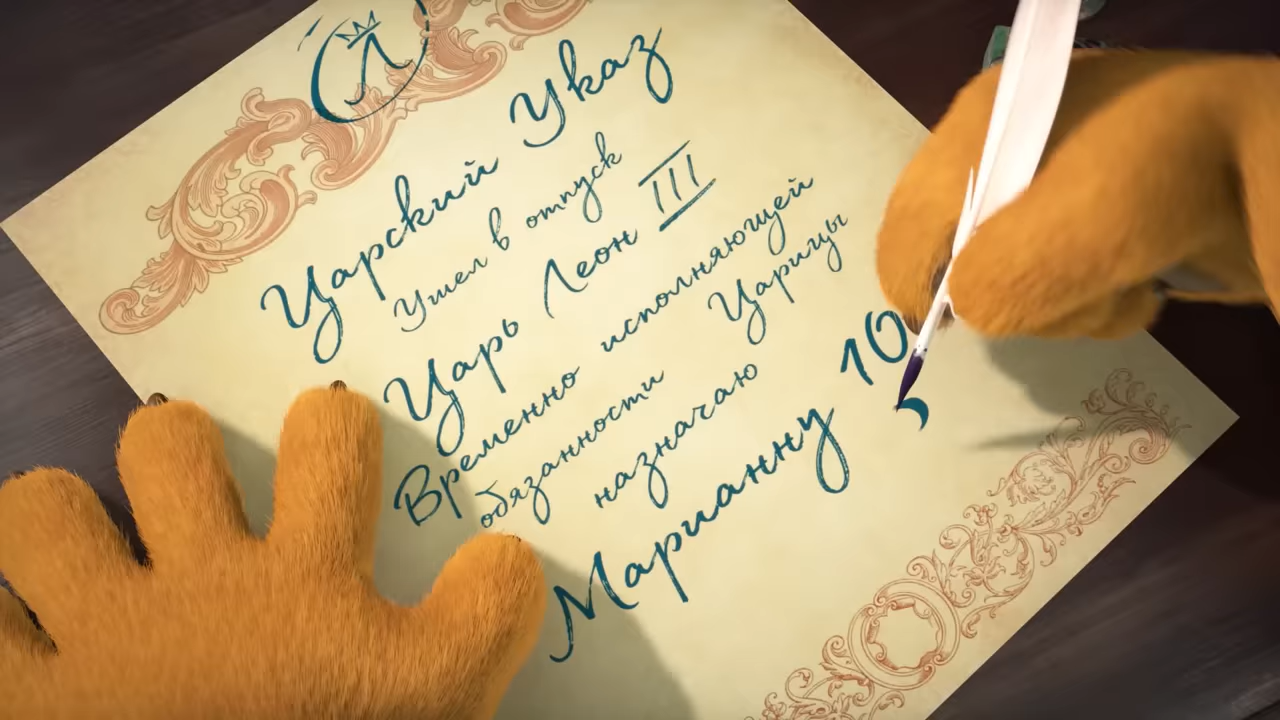 Л
Царский Указ
Ушел в отпуск
Царь Леон III
Временно исполняющей
обязанности Царицы
назначаю
Марианну 10